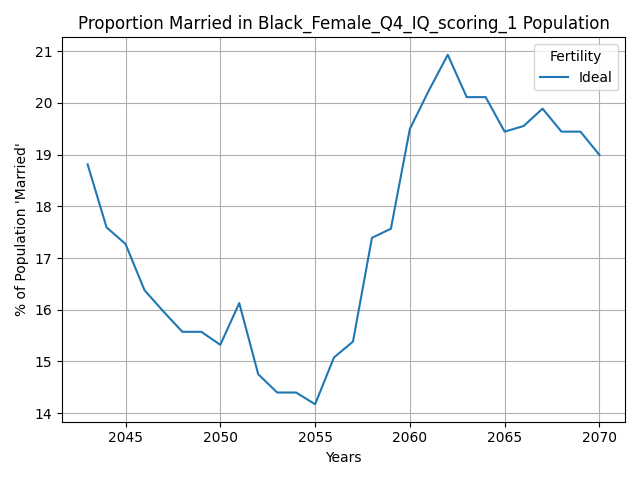 Proportion Married in Black_Female_Q4_IQ_scoring_1 Population
Fertility
Ideal
% of Population 'Married'
21
20
19
18
17
16
15
14
2045 2050 2055 2060 2065 2070
Years